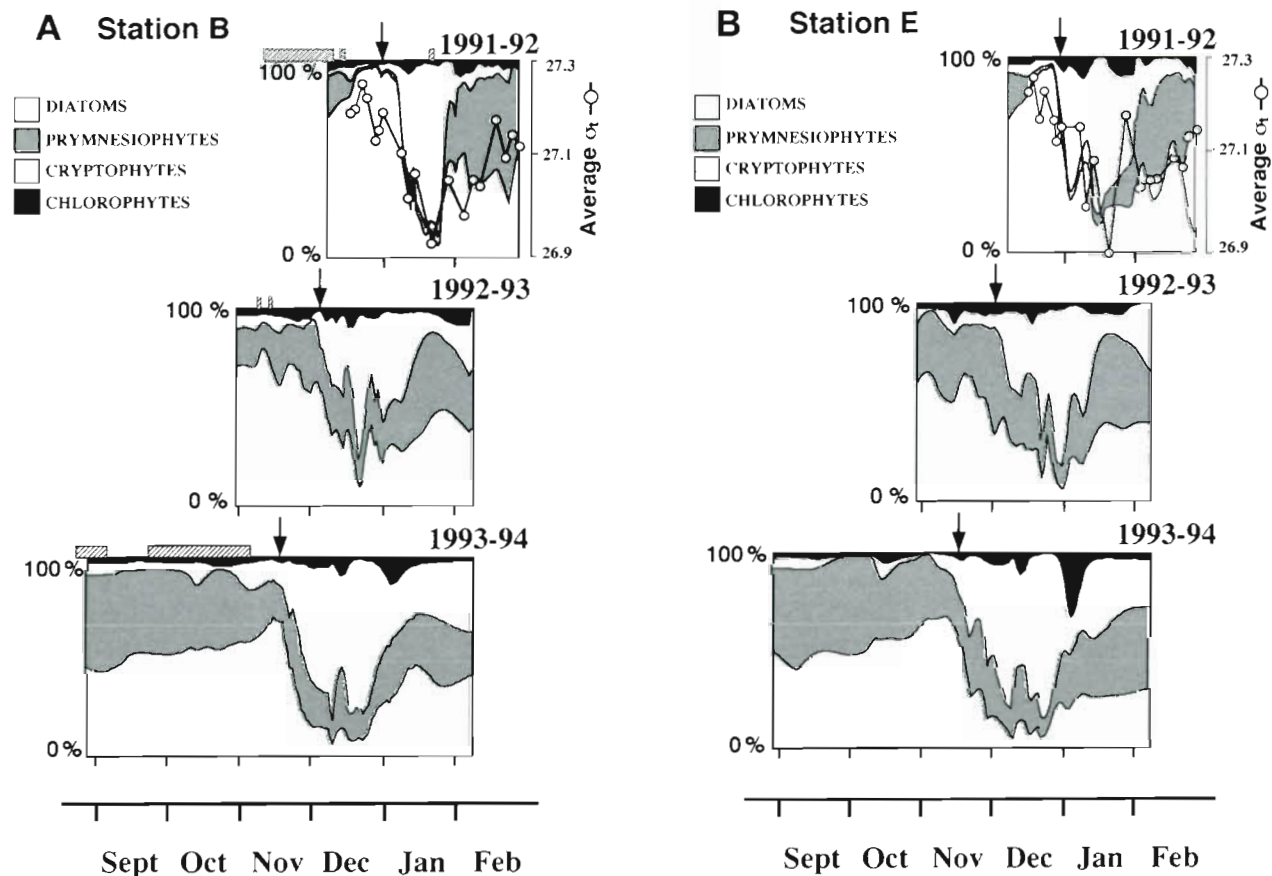 A Station B
1991-92
100 %
27.3
DIATOMS
PRYMNESIOPHYTES
CRYPTOPHYTES
CHLOROPHYTES
27.1
Average σt
0 %
26.9
1992-93
100 %
0 %
1993-94
100%
0%
Sept Oct Nov Dec Jan Feb
B Station E
1991-92
100 %
27.3
DIATOMS
PRYMNESIOPHYTES
CRYPTOPHYTES
CHLOROPHYTES
27.1
Average σt
0 %
26.9
1992-93
100 %
0 %
1993-94
100%
0%
Sept Oct Nov Dec Jan Feb